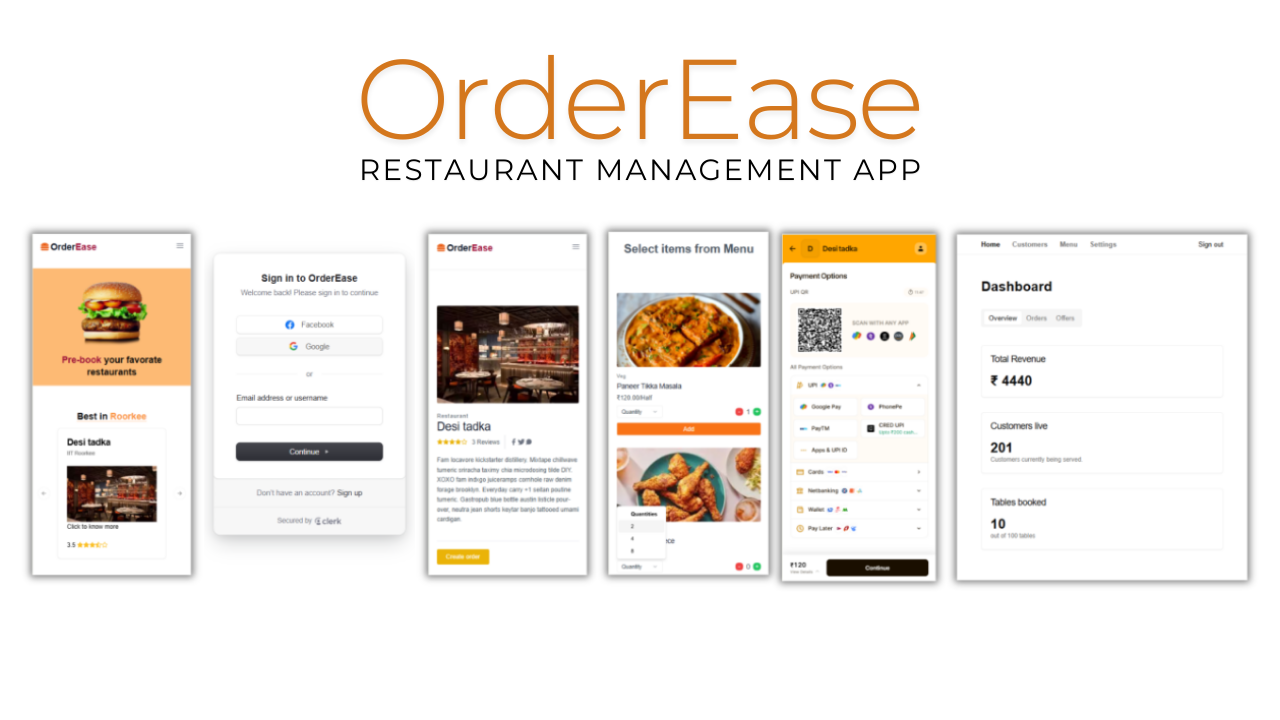 OrderEase
RESTAURANT MANAGEMENT APP
OrderEase
Pre-book your favorate
restaurants
Best in Roorkee
Desi tadka
IIT Roorkee
Click to know more
3.5
Sign in to OrderEase
Welcome back! Please sign in to continue
Facebook
Google
or
Email address or username
Continue
Don't have an account? Sign up
Secured by clerk
OrderEase
Restaurant
Desi tadka
3 Reviews
Fam locavore kickstarter distillery. Mixtape chillwave
tumeric sriracha taximy chia microdosing tilde DIY.
XOXO fam indigo juiceramps cornhole raw denim
forage brooklyn. Everyday carry +1 seitan poutine
tumeric. Gastropub blue bottle austin listicle pour-
over, neutra jean shorts keytar banjo tattooed umami
cardigan.
Create order
Select items from Menu
Veg
Paneer Tikka Masala
₹120.00/Half
Quantity
1
Add
Quantities
2
4
8
Quantity
0
D Desi tadka
Payment Options
UPI QR
SCAN WITH ANY APP
All Payment Options
UPI
Google Pay
PhonePe
PayTM
CRED UPI
Apps & UPI ID
Cards
Netbanking
Wallet
Pay Later
₹120
Continue
Home Customers Menu Settings Sign out
Dashboard
Overview Orders Offers
Total Revenue
₹ 4440
Customers live
201
Customers currently being served.
Tables booked
10
out of 100 tables